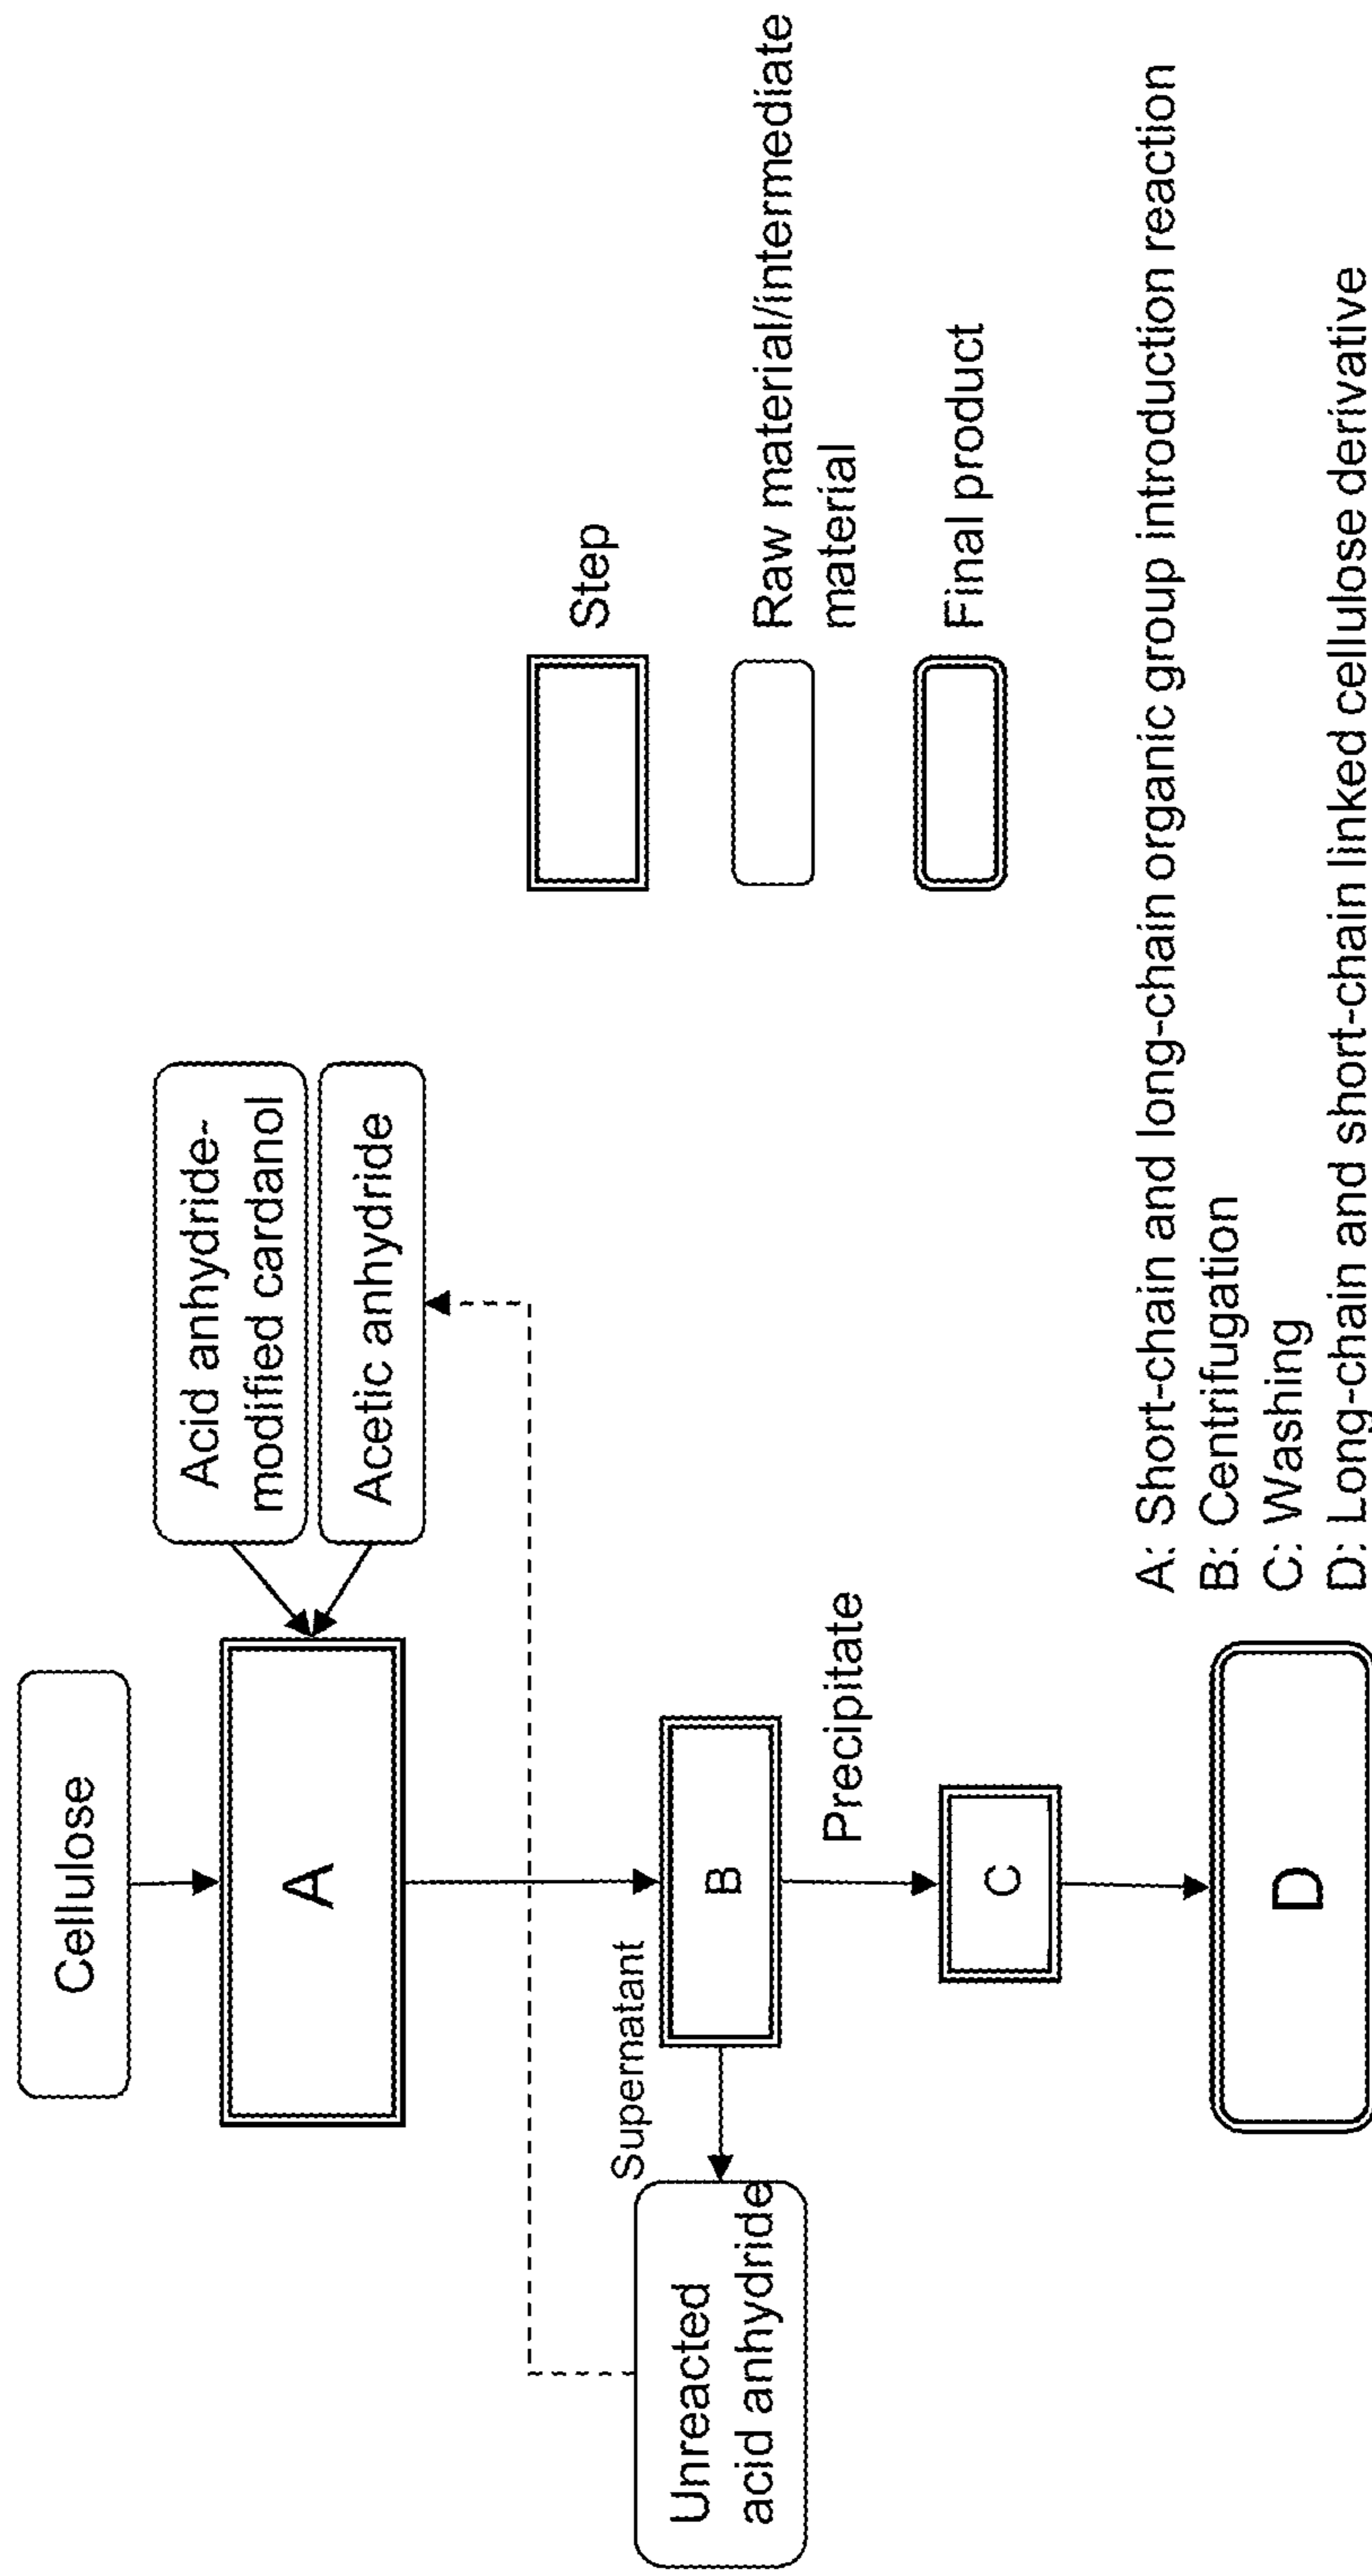 Cellulose
A
Acid anhydride-
modified cardanol
Acetic anhydride
Supernatant
B
Unreacted
acid anhydride
Precipitate
C
D
Step
Raw material/intermediate
material
Final product
A: Short-chain and long-chain organic group introduction reaction
B: Centrifugation
C: Washing
D: Long-chain and short-chain linked cellulose derivative